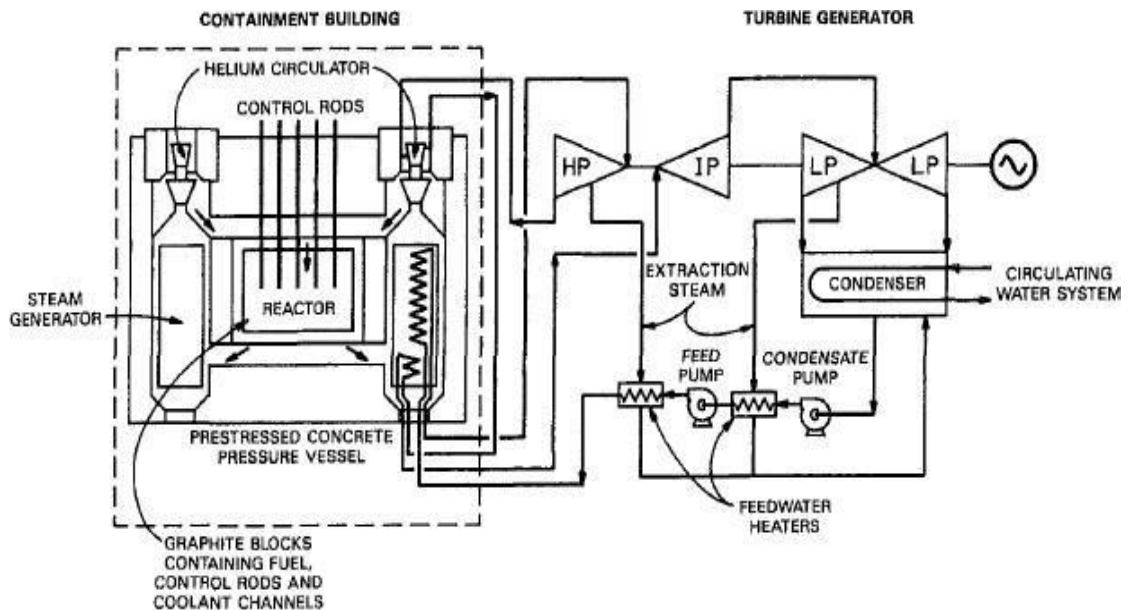 CONTAINMENT BUILDING
TURBINE GENERATOR
HELIUM CIRCULATOR
CONTROL RODS
HP
IP
LP
LP
STEAM
GENERATOR
REACTOR
EXTRACTION
STEAM
CONDENSER
CIRCULATING
WATER SYSTEM
FEED
PUMP
CONDENSATE
PUMP
PRESTRESSED CONCRETE
PRESSURE VESSEL
FEEDWATER
HEATERS
GRAPHITE BLOCKS
CONTAINING FUEL,
CONTROL RODS AND
COOLANT CHANNELS